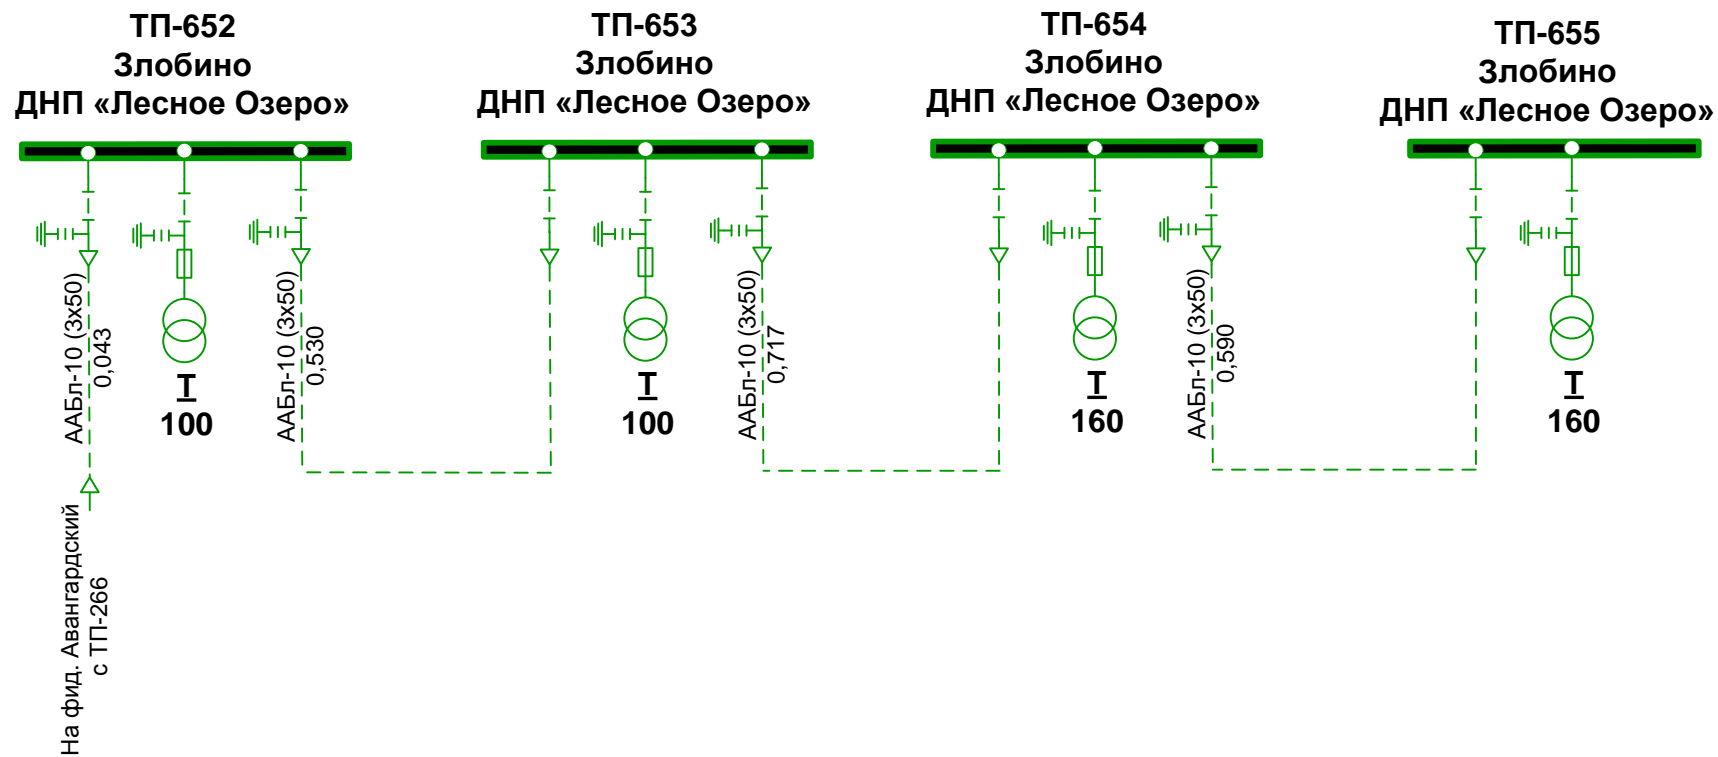 ТП-652
Злобино
ДНП «Лесное Озеро»
ТП-653
Злобино
ДНП «Лесное Озеро»
ТП-654
Злобино
ДНП «Лесное Озеро»
ТП-655
Злобино
ДНП «Лесное Озеро»
ААБл-10 (3х50)
0,043
Т
100
ААБл-10 (3х50)
0,530
Т
100
ААБл-10 (3х50)
0,717
Т
160
ААБл-10 (3х50)
0,590
Т
160
На фид. Авангардский
с ТП-266